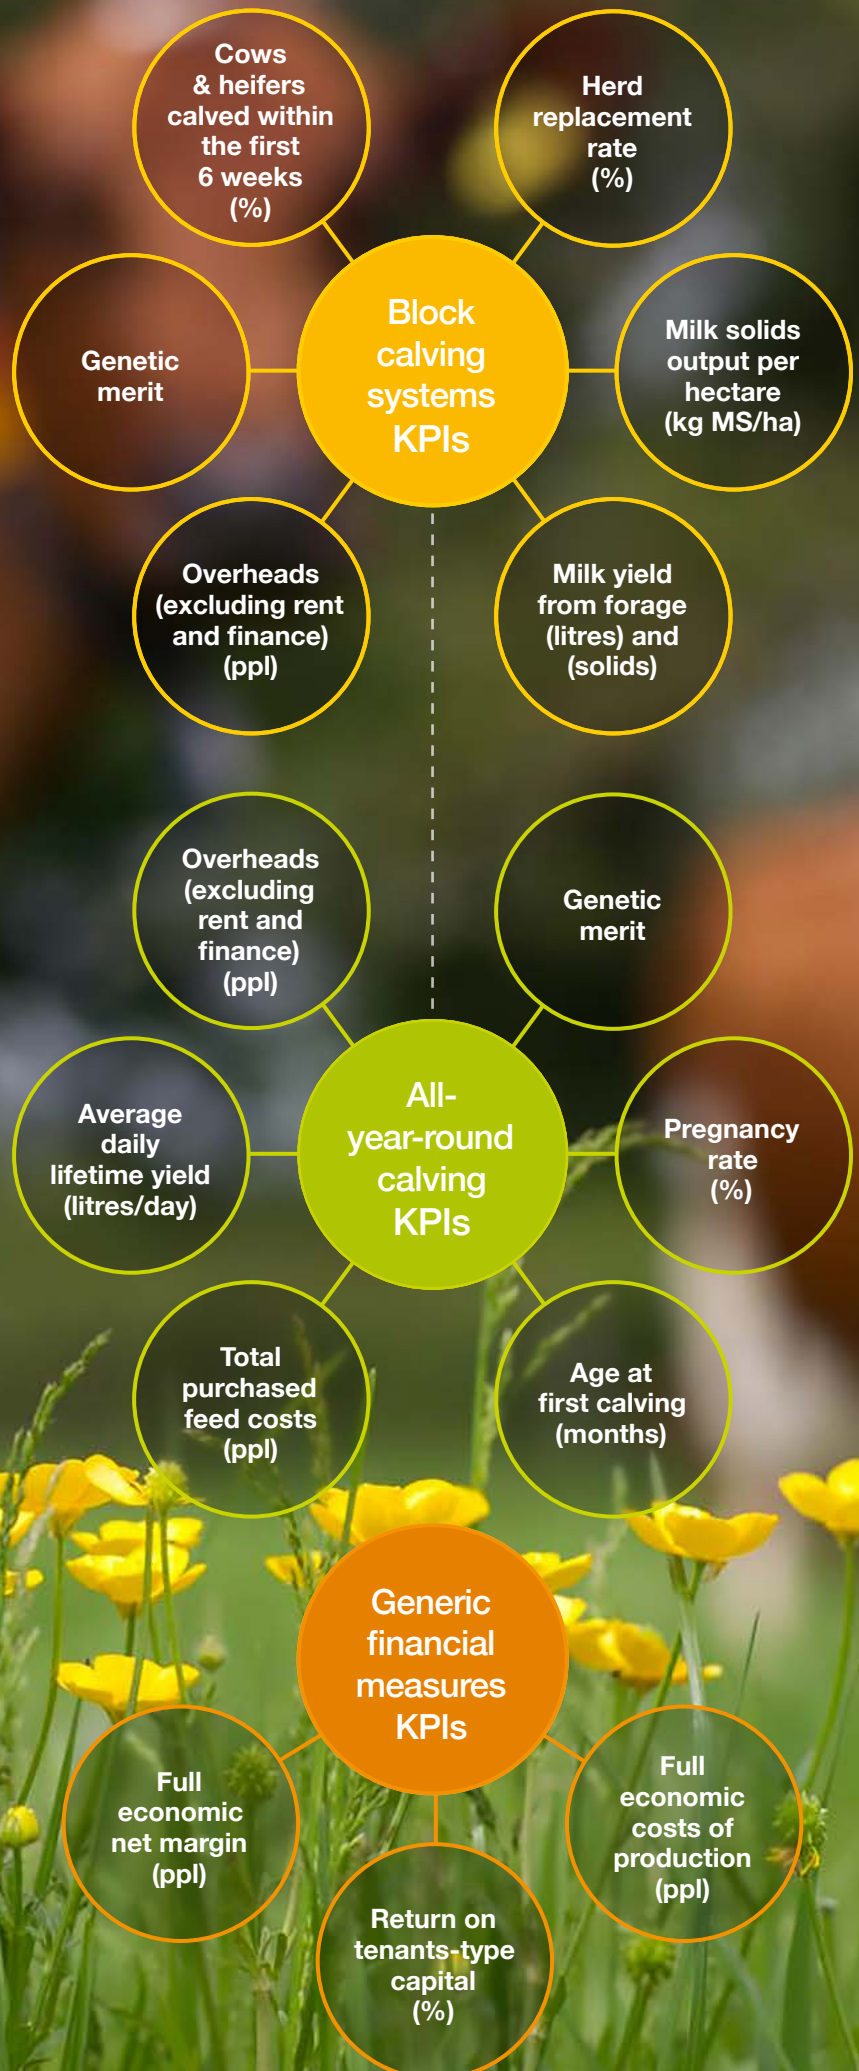 Cows
& heifers
calved within
the first
6 weeks
(%)
Herd
replacement
rate
(%)
Genetic
merit
Block
calving
systems
KPIs
Milk solids
output per
hectare
(kg MS/ha)
Overheads
(excluding rent
and finance)
(ppl)
Milk yield
from forage
(litres) and
(solids)
Overheads
(excluding
rent and
finance)
(ppl)
Genetic
merit
Average
daily
lifetime yield
(litres/day)
All-
year-round
calving
KPIs
Pregnancy
rate
(%)
Total
purchased
feed costs
(ppl)
Age at
first calving
(months)
Generic
financial
measures
KPIs
Full
economic
net margin
(ppl)
Return on
tenants-type
capital
(%)
Full
economic
costs of
production
(ppl)